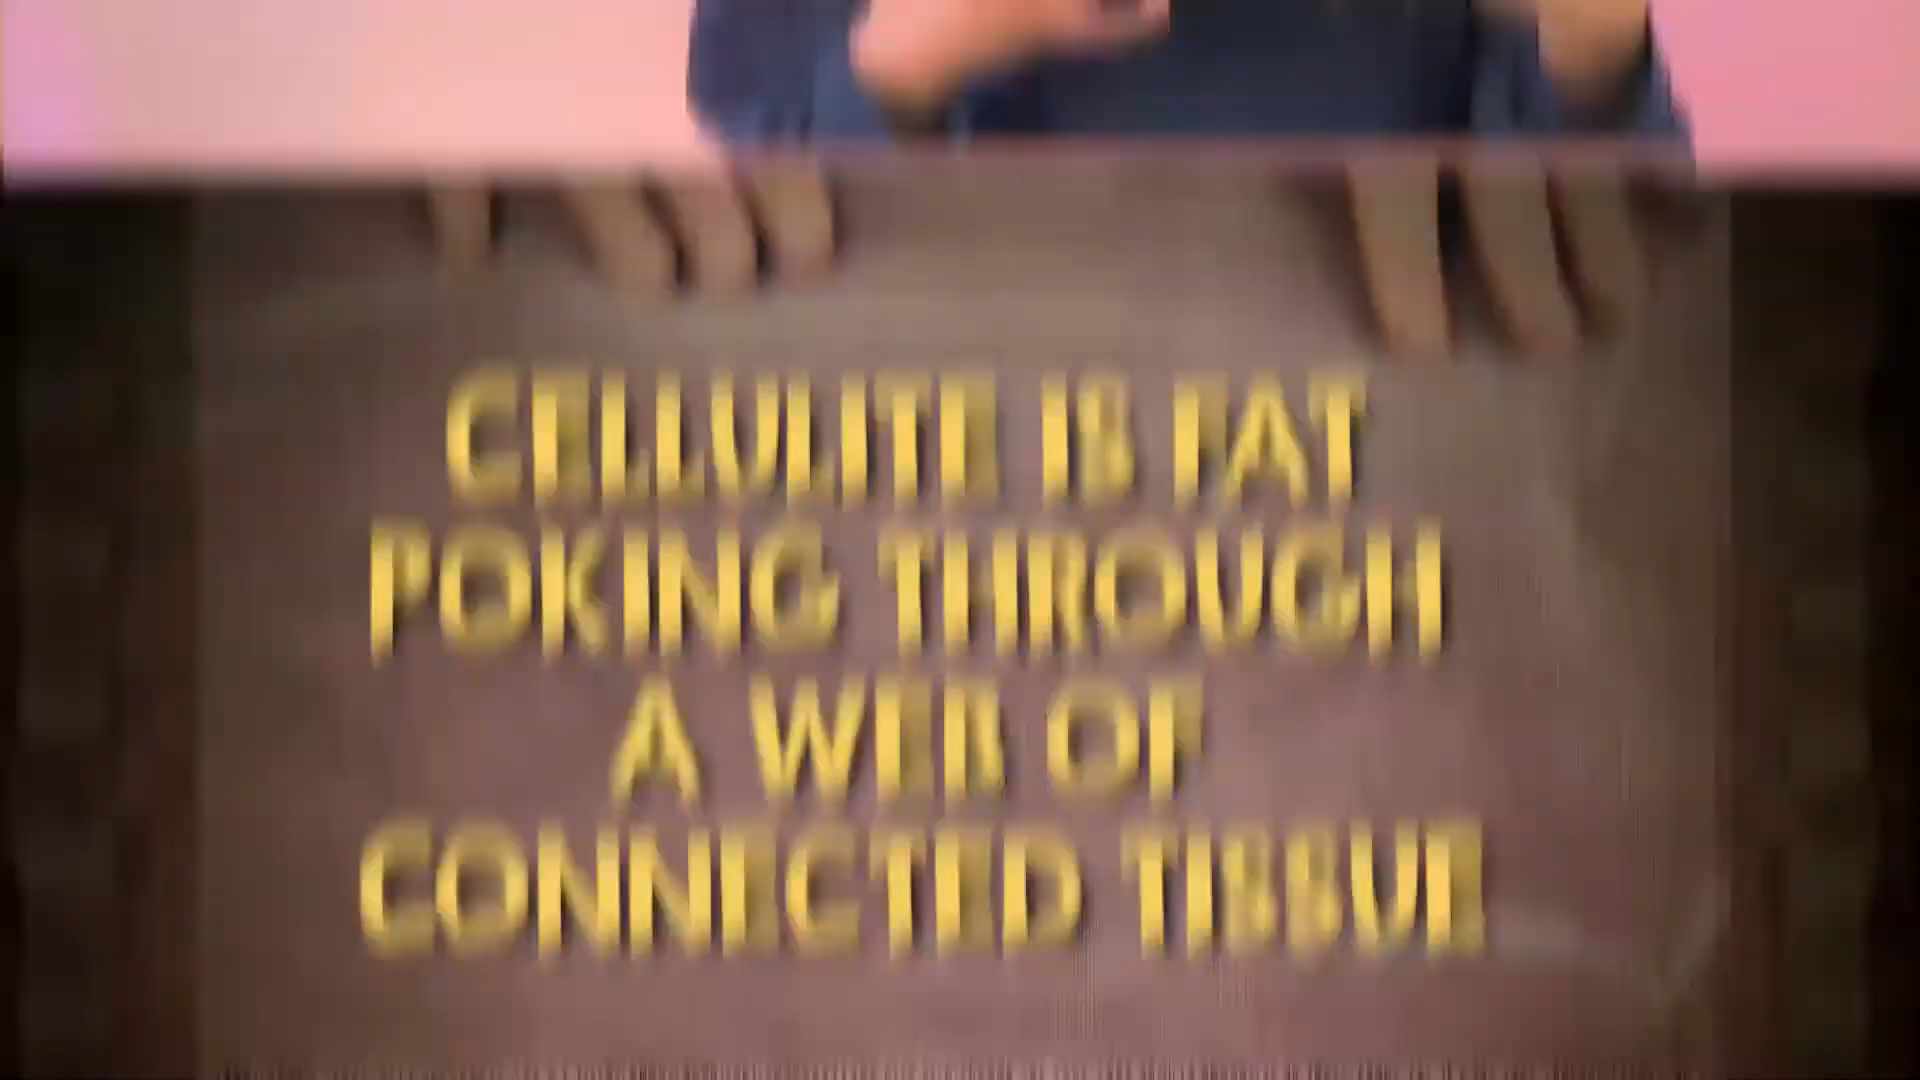 CELLULITE IS FAT
POKING THROUGH
A WEB OF
CONNECTED TISSUE